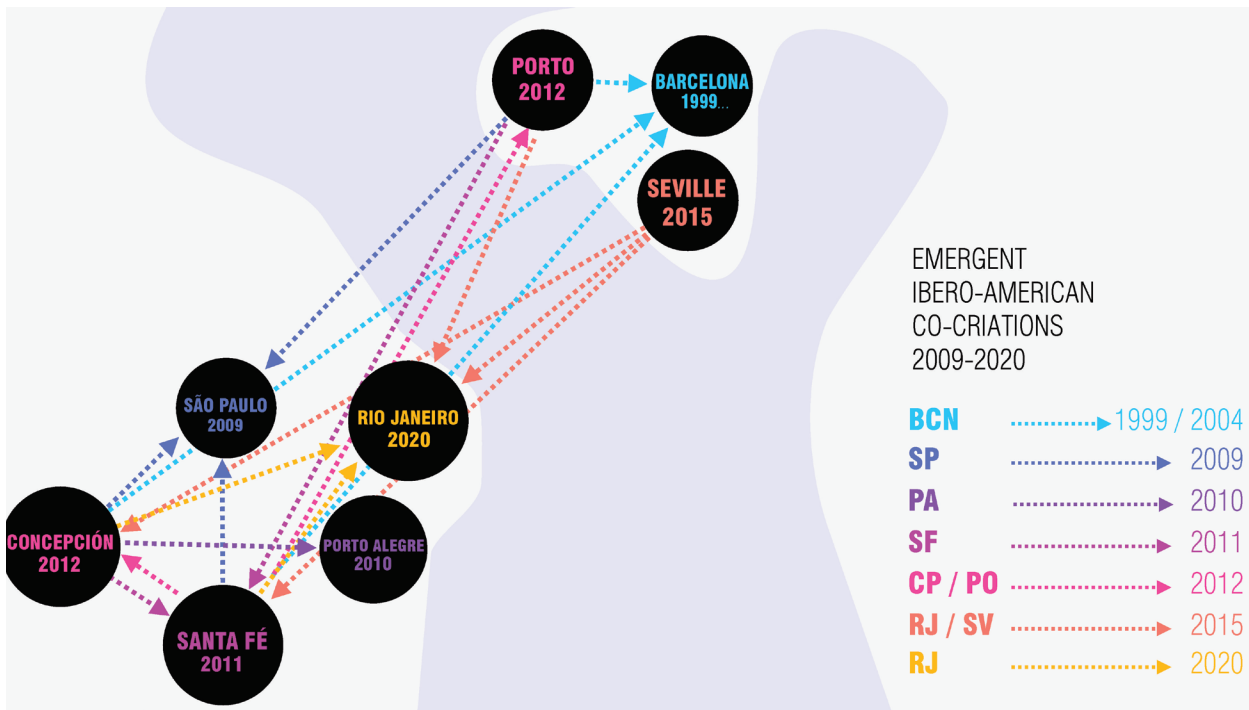 PORTO
2012
BARCELONA
1999...
SEVILLE
2015
SÃO PAULO
2009
RIO JANEIRO
2020
CONCEPCIÓN
2012
PORTO ALEGRE
2010
SANTA FÉ
2011
EMERGENT
IBERO-AMERICAN
CO-CRIATIONS
2009-2020
BCN 1999 / 2004
SP 2009
PA 2010
SF 2011
CP / PO 2012
RJ / SV 2015
RJ 2020